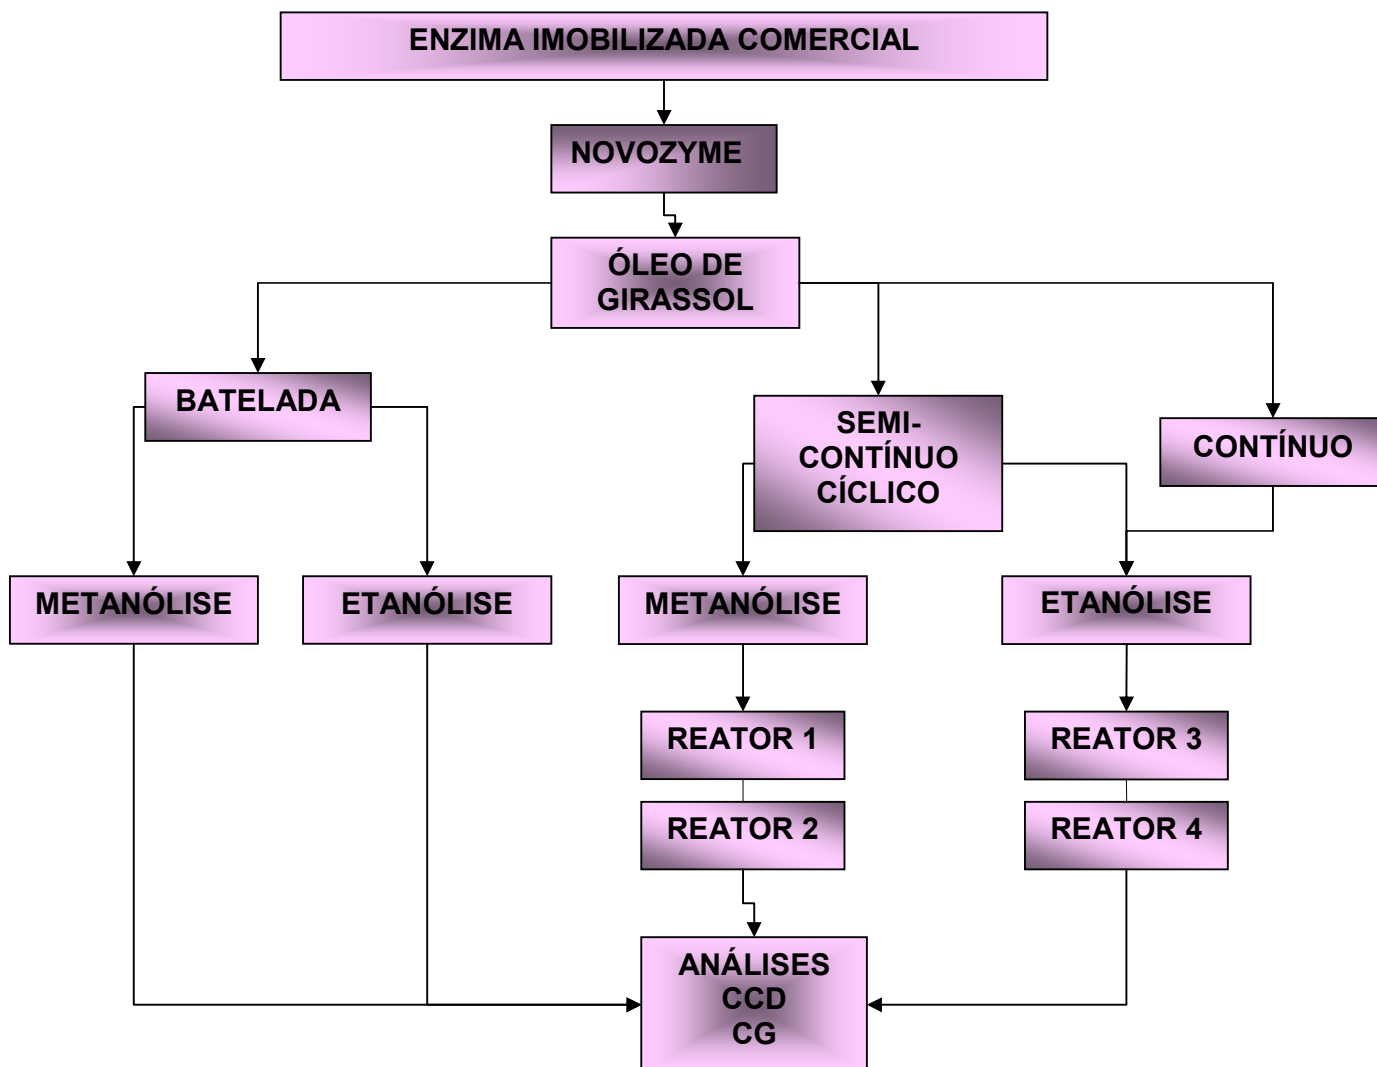 ENZIMA IMOBILIZADA COMERCIAL
NOVOZYME
ÓLEO DE
GIRASSOL
BATELADA
SEMI-
CONTÍNUO
CÍCLICO
CONTÍNUO
METANÓLISE
ETANÓLISE
METANÓLISE
ETANÓLISE
REATOR 1
REATOR 3
REATOR 2
REATOR 4
ANÁLISES
CCD
CG